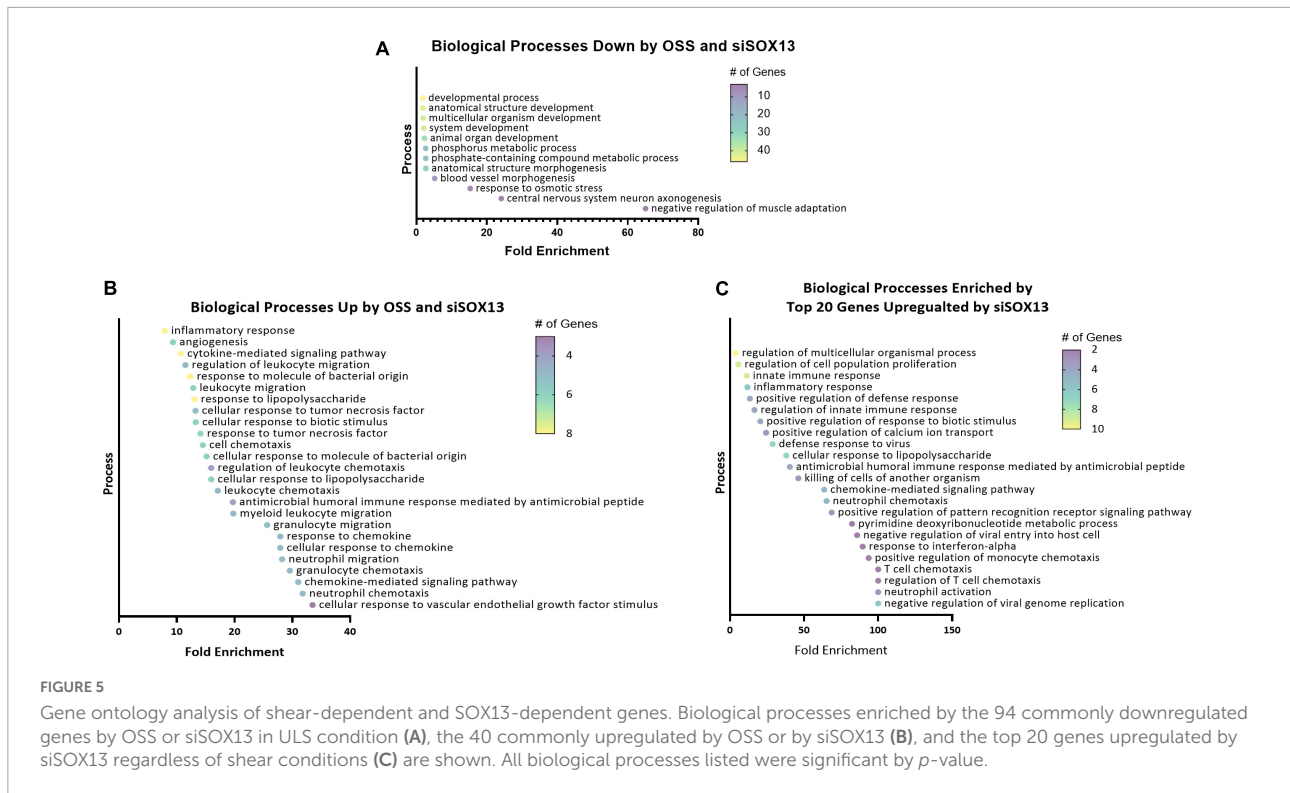 A
Biological Processes Down by OSS and siSOX13
# of Genes
10
20
30
40
Process
developmental process
anatomical structure development
multicellular organism development
system development
animal organ development
phosphorus metabolic process
phosphate-containing compound metabolic process
anatomical structure morphogenesis
blood vessel morphogenesis
response to osmotic stress
central nervous system neuron axonogenesis
negative regulation of muscle adaptation
0 20 40 60 80
Fold Enrichment
B
Biological Processes Up by OSS and siSOX13
# of Genes
4
6
8
Process
inflammatory response
angiogenesis
cytokine-mediated signaling pathway
regulation of leukocyte migration
response to molecule of bacterial origin
leukocyte migration
response to lipopolysaccharide
cellular response to tumor necrosis factor
cellular response to biotic stimulus
response to tumor necrosis factor
cell chemotaxis
cellular response to molecule of bacterial origin
regulation of leukocyte chemotaxis
cellular response to lipopolysaccharide
leukocyte chemotaxis
antimicrobial humoral immune response mediated by antimicrobial peptide
myeloid leukocyte migration
granulocyte migration
response to chemokine
cellular response to chemokine
neutrophil migration
granulocyte chemotaxis
chemokine-mediated signaling pathway
neutrophil chemotaxis
cellular response to vascular endothelial growth factor stimulus
0 10 20 30 40
Fold Enrichment
C
Biological Proccesses Enriched by
Top 20 Genes Upregualted by siSOX13
# of Genes
2
4
6
8
10
Process
regulation of multicellular organismal process
regulation of cell population proliferation
innate immune response
inflammatory response
positive regulation of defense response
regulation of innate immune response
positive regulation of response to biotic stimulus
positive regulation of calcium ion transport
defense response to virus
cellular response to lipopolysaccharide
antimicrobial humoral immune response mediated by antimicrobial peptide
killing of cells of another organism
chemokine-mediated signaling pathway
neutrophil chemotaxis
positive regulation of pattern recognition receptor signaling pathway
pyrimidine deoxyribonucleotide metabolic process
negative regulation of viral entry into host cell
response to interferon-alpha
positive regulation of monocyte chemotaxis
T cell chemotaxis
regulation of T cell chemotaxis
neutrophil activation
negative regulation of viral genome replication
0 50 100 150
Fold Enrichment
FIGURE 5
Gene ontology analysis of shear-dependent and SOX13-dependent genes. Biological processes enriched by the 94 commonly downregulated
genes by OSS or siSOX13 in ULS condition (A), the 40 commonly upregulated by OSS or by siSOX13 (B), and the top 20 genes upregulated by
siSOX13 regardless of shear conditions (C) are shown. All biological processes listed were significant by p-value.